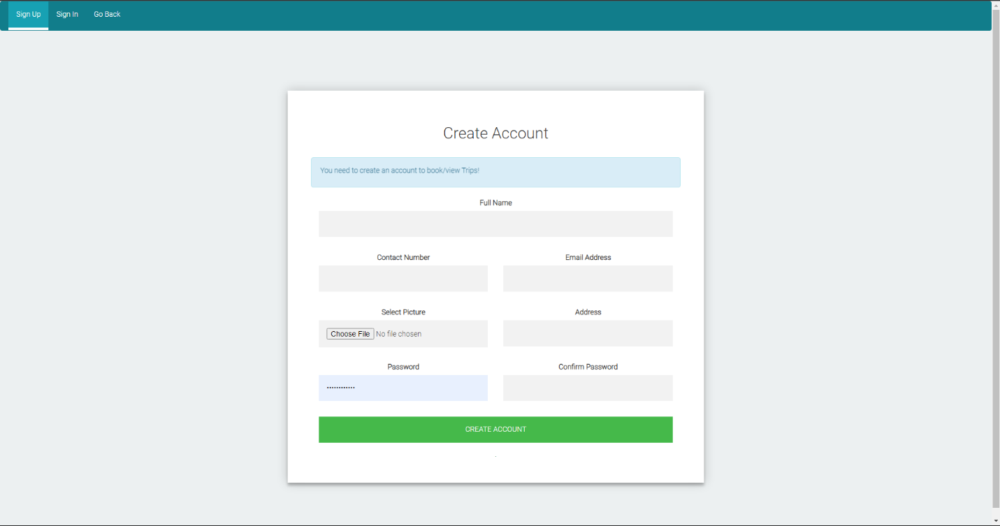 Sign Up Sign In Go Back
Create Account
You need to create an account to book/view Trips!
Full Name
Contact Number Email Address
Select Picture Address
Choose File No file chosen
Password Confirm Password
••••••••••••
CREATE ACCOUNT
.